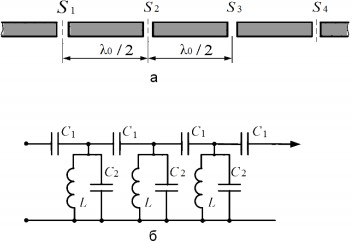 S1 S2 S3 S4
λ0 / 2 λ0 / 2
а
C1 C1 C1 C1
L C2 L C2 L C2
б